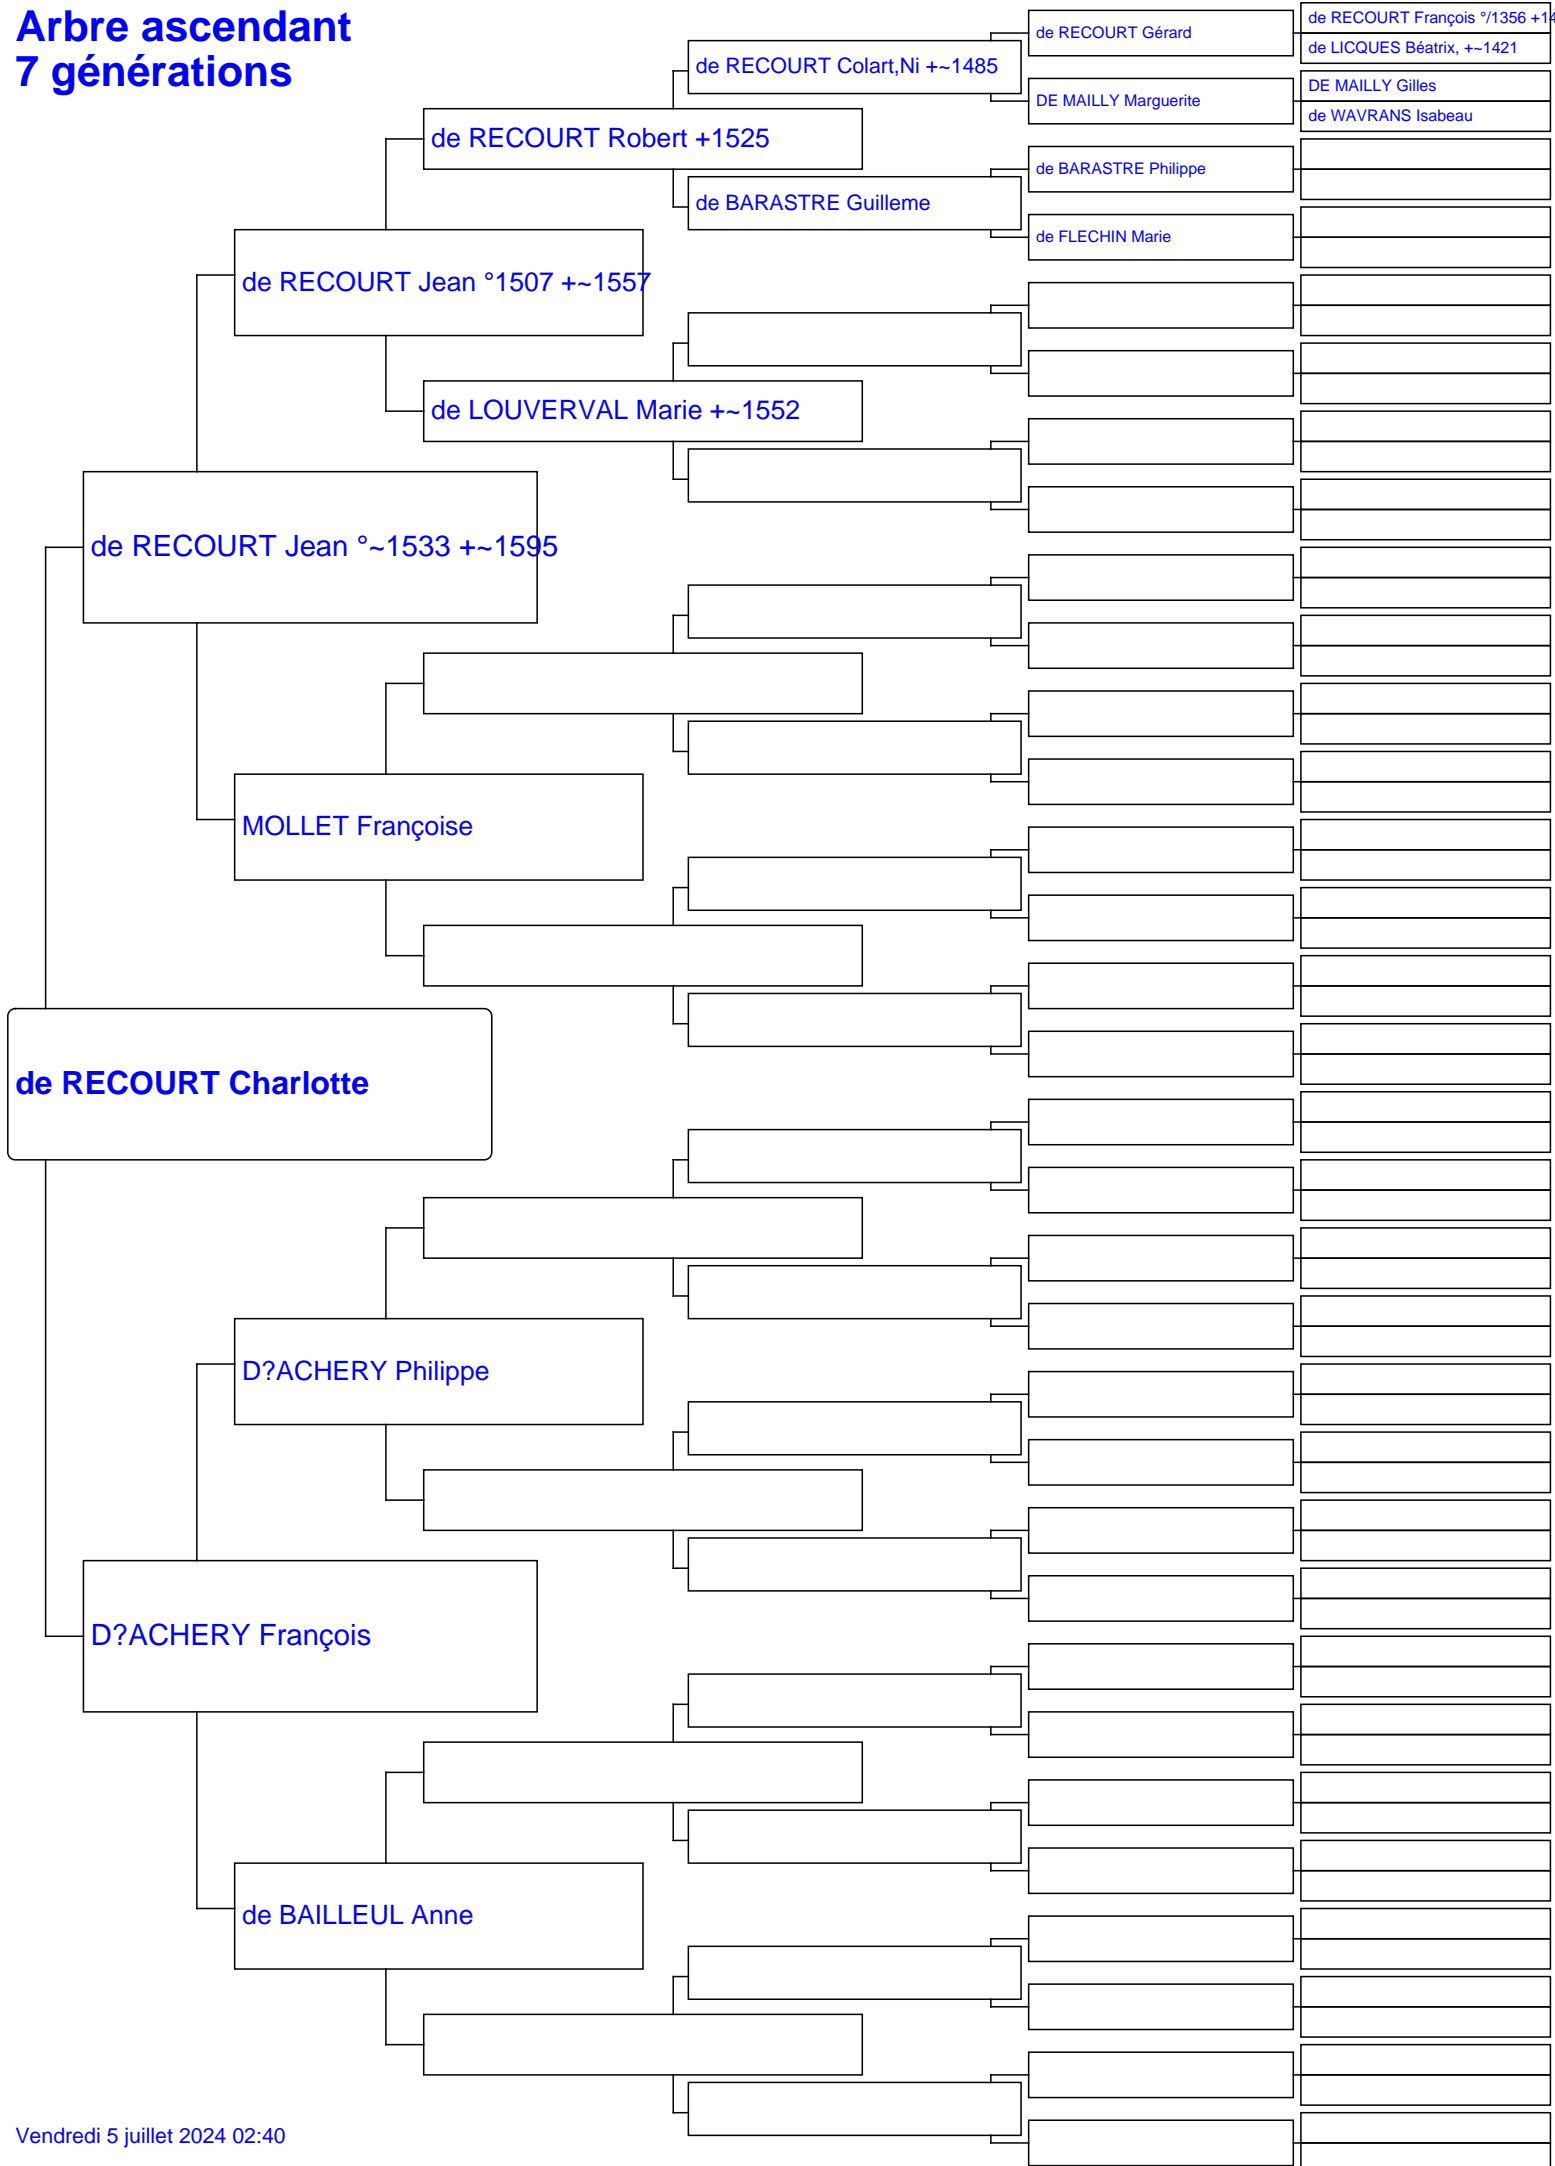 Arbre ascendant
7 générations
de RECOURT Gérard
de RECOURT François °/1356 +14
de LICQUES Béatrix, +~1421
de RECOURT Colart,Ni +~1485
DE MAILLY Marguerite
DE MAILLY Gilles
de WAVRANS Isabeau
de RECOURT Robert +1525
de BARASTRE Philippe
de BARASTRE Guilleme
de FLECHIN Marie
de RECOURT Jean °1507 +~1557
de LOUVERVAL Marie +~1552
de RECOURT Jean °~1533 +~1595
MOLLET Françoise
de RECOURT Charlotte
D?ACHERY Philippe
D?ACHERY François
de BAILLEUL Anne
Vendredi 5 juillet 2024 02:40